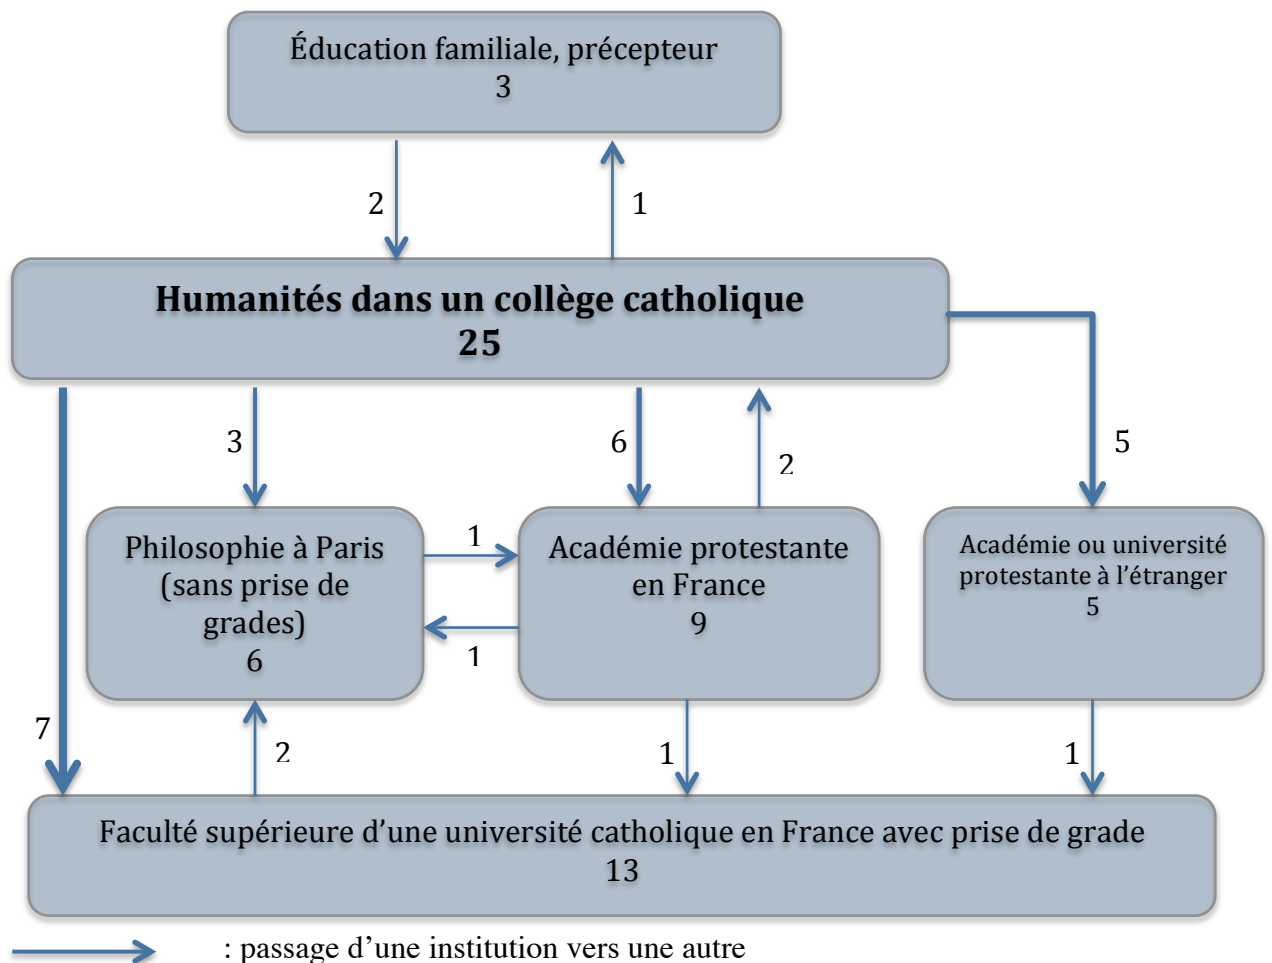 Éducation familiale, précepteur
3
2
1
Humanités dans un collège catholique
25
3
6
2
5
Philosophie à Paris
(sans prise de
grades)
6
1
1
Académie protestante
en France
9
Académie ou université
protestante à l’étranger
5
7
2
1
1
Faculté supérieure d’une université catholique en France avec prise de grade
13
: passage d’une institution vers une autre